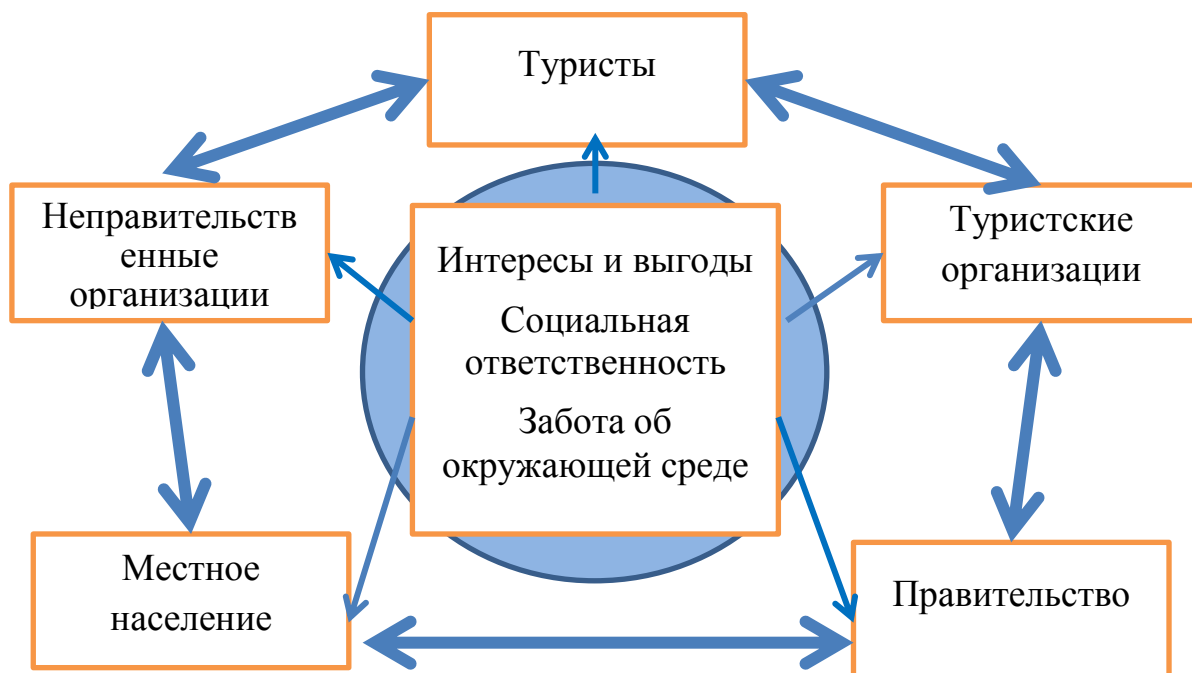 Туристы
Неправительств
енные
организации
Туристские
организации
Интересы и выгоды
Социальная
ответственность
Забота об
окружающей среде
Местное
население
Правительство